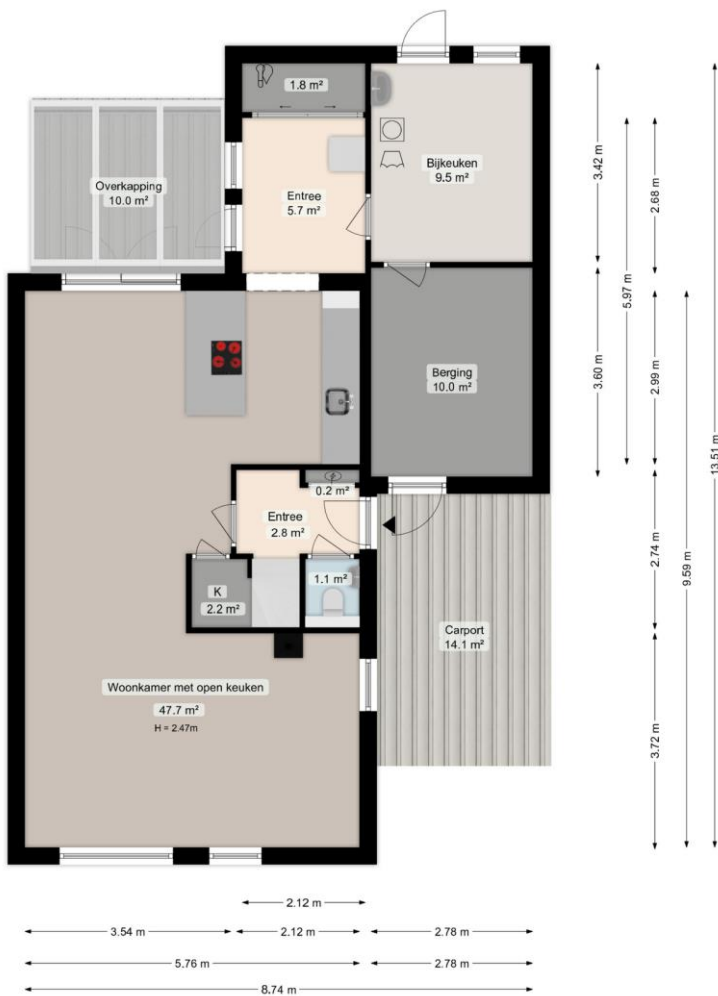 1.8 m²
Bijkeuken
9.5 m²
Overkapping
10.0 m²
Entree
5.7 m²
Berging
10.0 m²
0.2 m²
Entree
2.8 m²
1.1 m²
K
2.2 m²
Carport
14.1 m²
Woonkamer met open keuken
47.7 m²
H = 2.47m
3.42 m
2.68 m
5.97 m
3.60 m
2.99 m
13.51 m
2.74 m
9.59 m
3.72 m
2.12 m
3.54 m
2.12 m
2.78 m
5.76 m
2.78 m
8.74 m